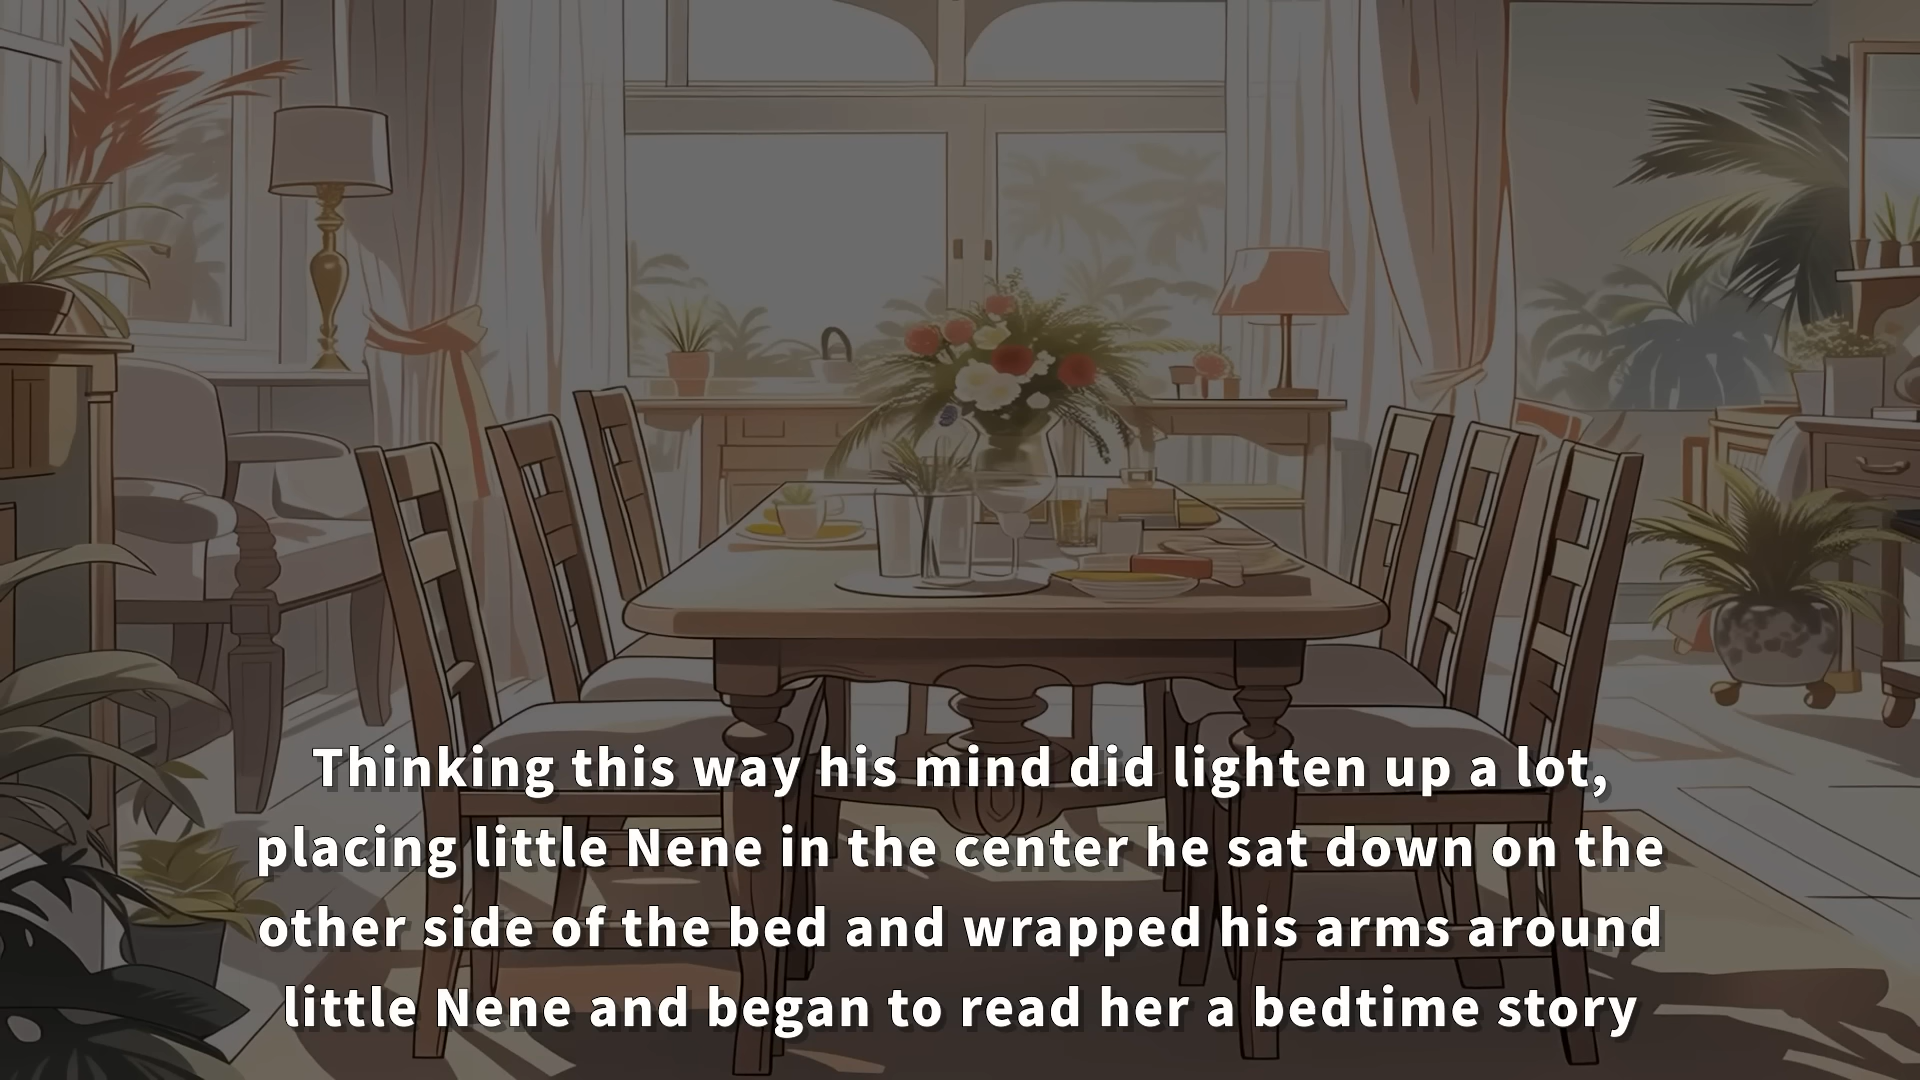 Thinking this way his mind did lighten up a lot,
placing little Nene in the center he sat down on the
other side of the bed and wrapped his arms around
little Nene and began to read her a bedtime story